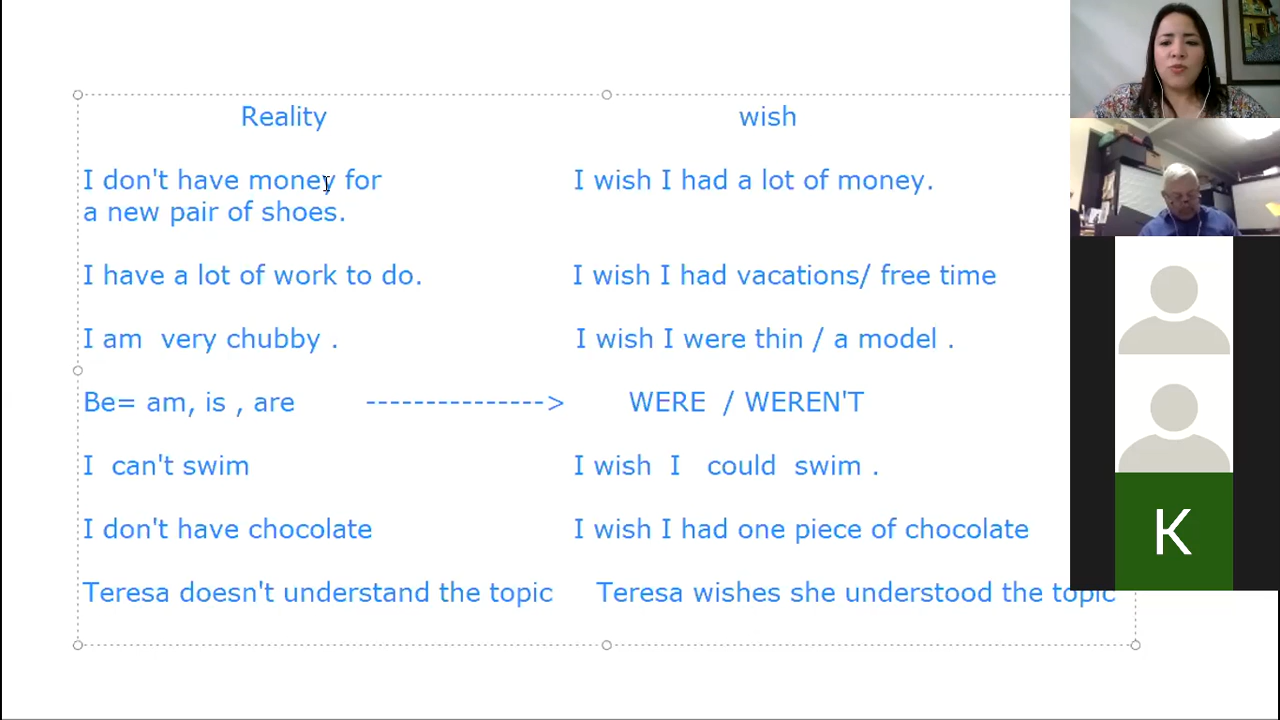 Reality wish
I don't have money for I wish I had a lot of money.
a new pair of shoes.
I have a lot of work to do. I wish I had vacations/ free time
I am very chubby . I wish I were thin / a model .
Be= am, is , are ---------------> WERE / WEREN'T
I can't swim I wish I could swim .
I don't have chocolate I wish I had one piece of chocolate
Teresa doesn't understand the topic Teresa wishes she understood the topic
K